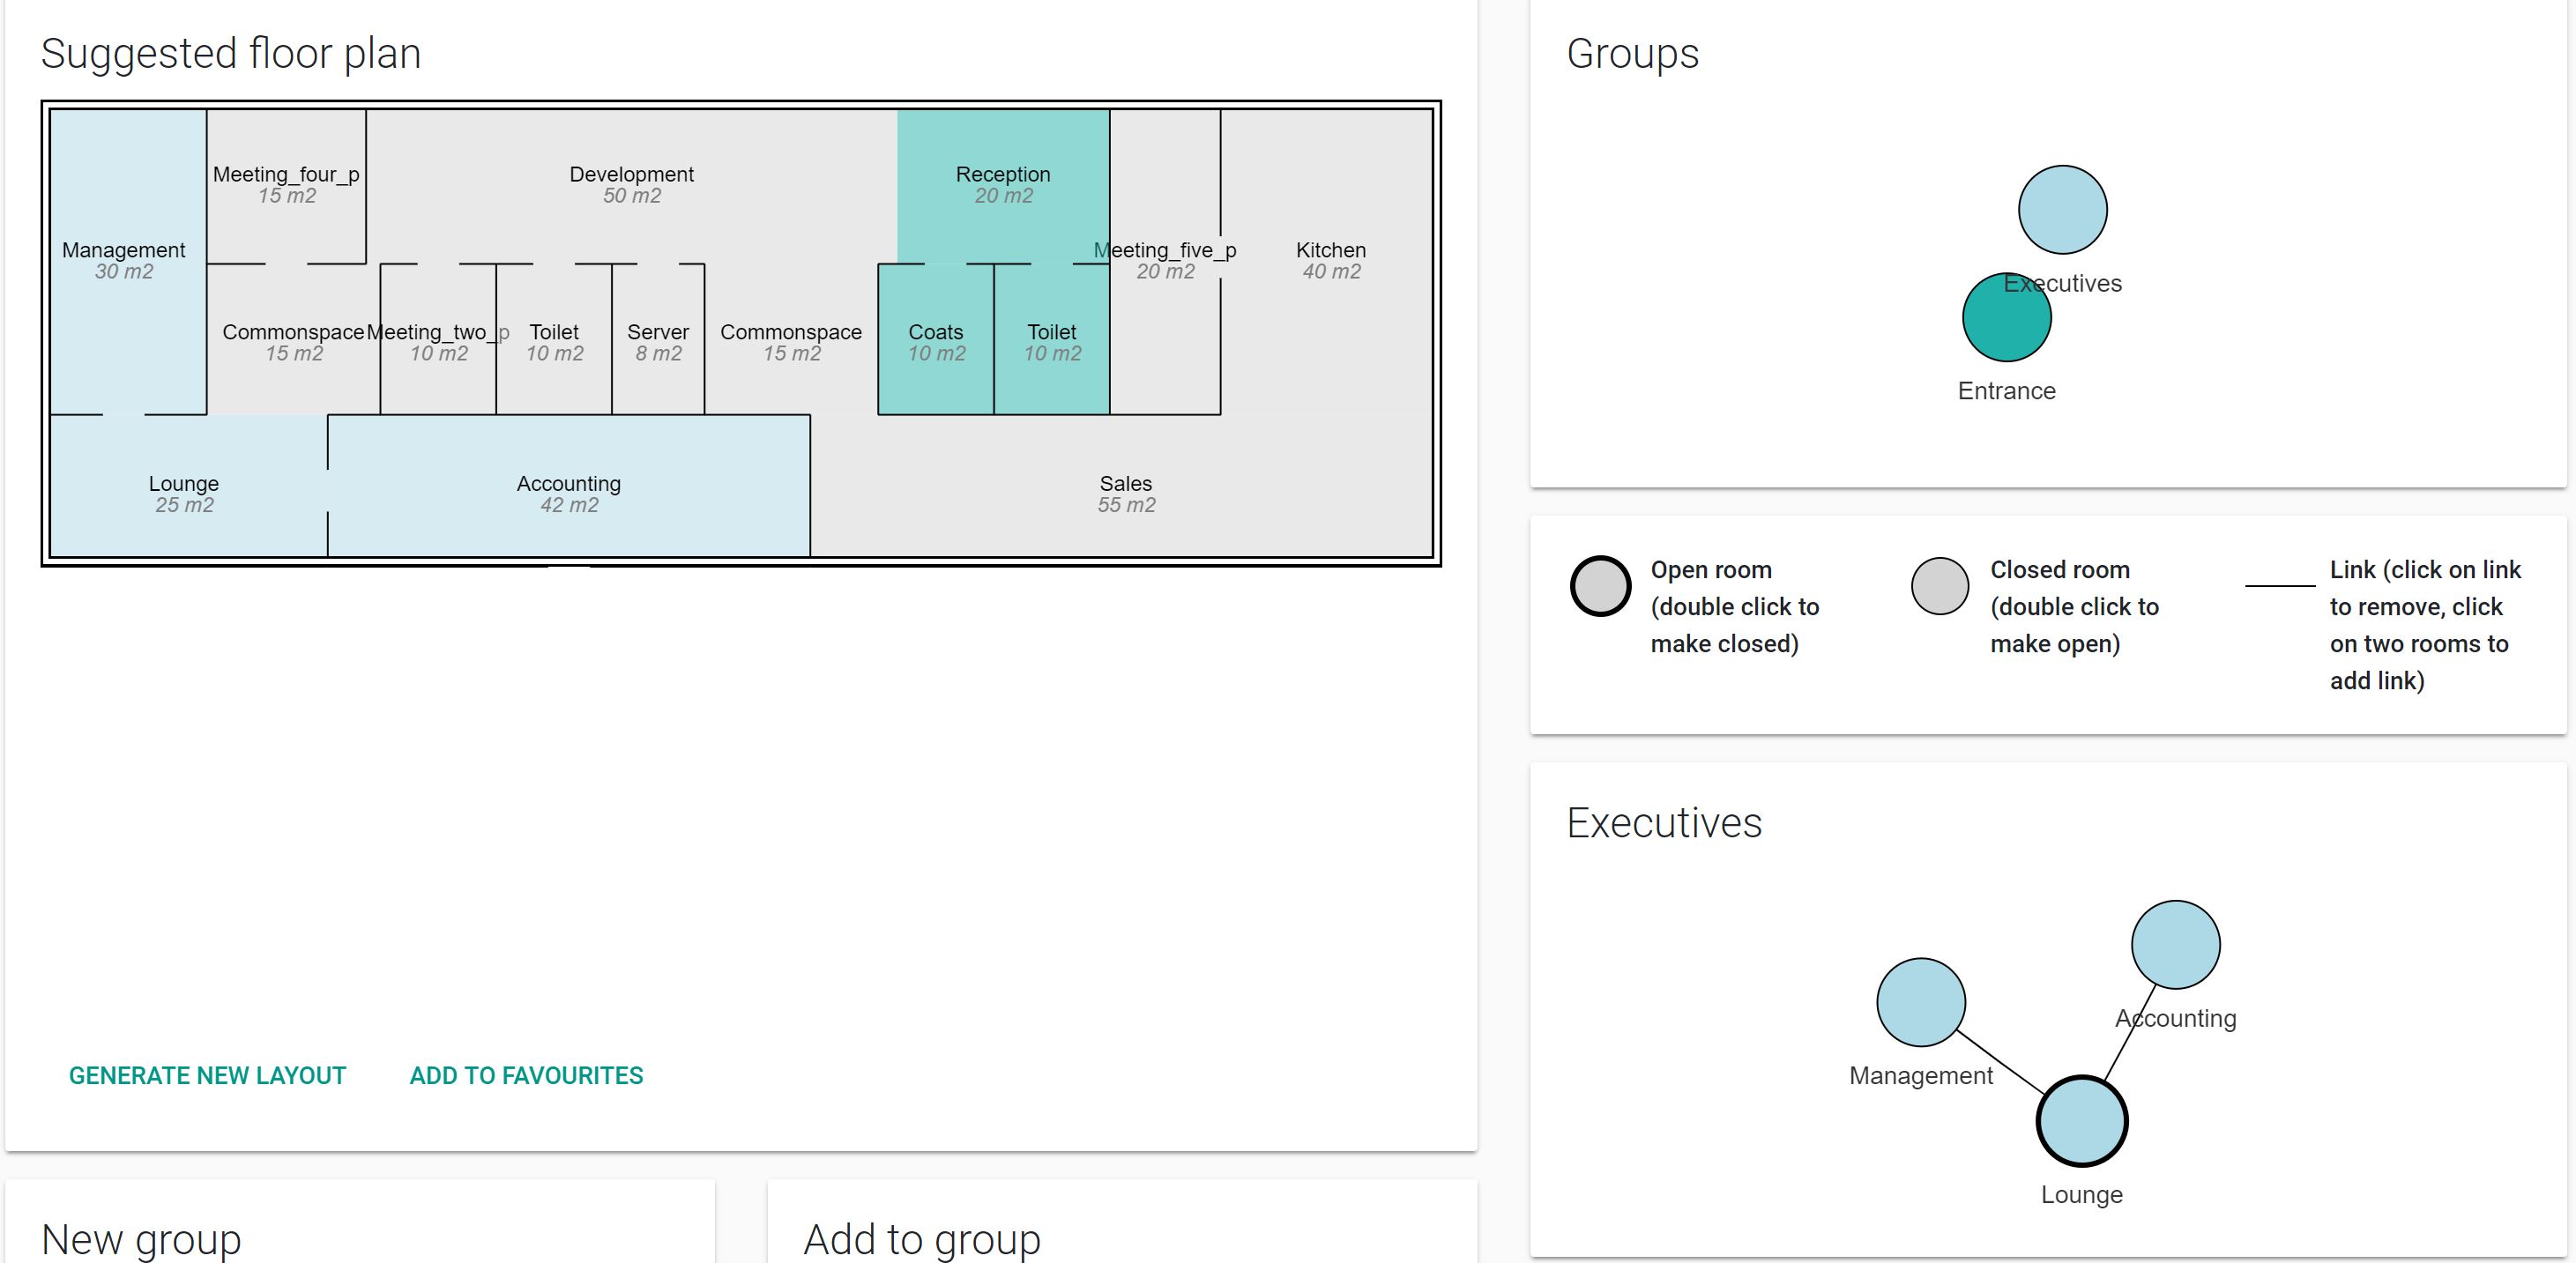 Suggested floor plan
Management
30 m2
Meeting_four_p
15 m2
Development
50 m2
Reception
20 m2
Meeting_five_p
20 m2
Kitchen
40 m2
Commonspace
15 m2
Meeting_two_p
10 m2
Toilet
10 m2
Server
8 m2
Commonspace
15 m2
Coats
10 m2
Toilet
10 m2
Lounge
25 m2
Accounting
42 m2
Sales
55 m2
GENERATE NEW LAYOUT
ADD TO FAVOURITES
New group
Add to group
Groups
Executives
Entrance
Open room
(double click to
make closed)
Closed room
(double click to
make open)
Link (click on link
to remove, click
on two rooms to
add link)
Executives
Accounting
Management
Lounge